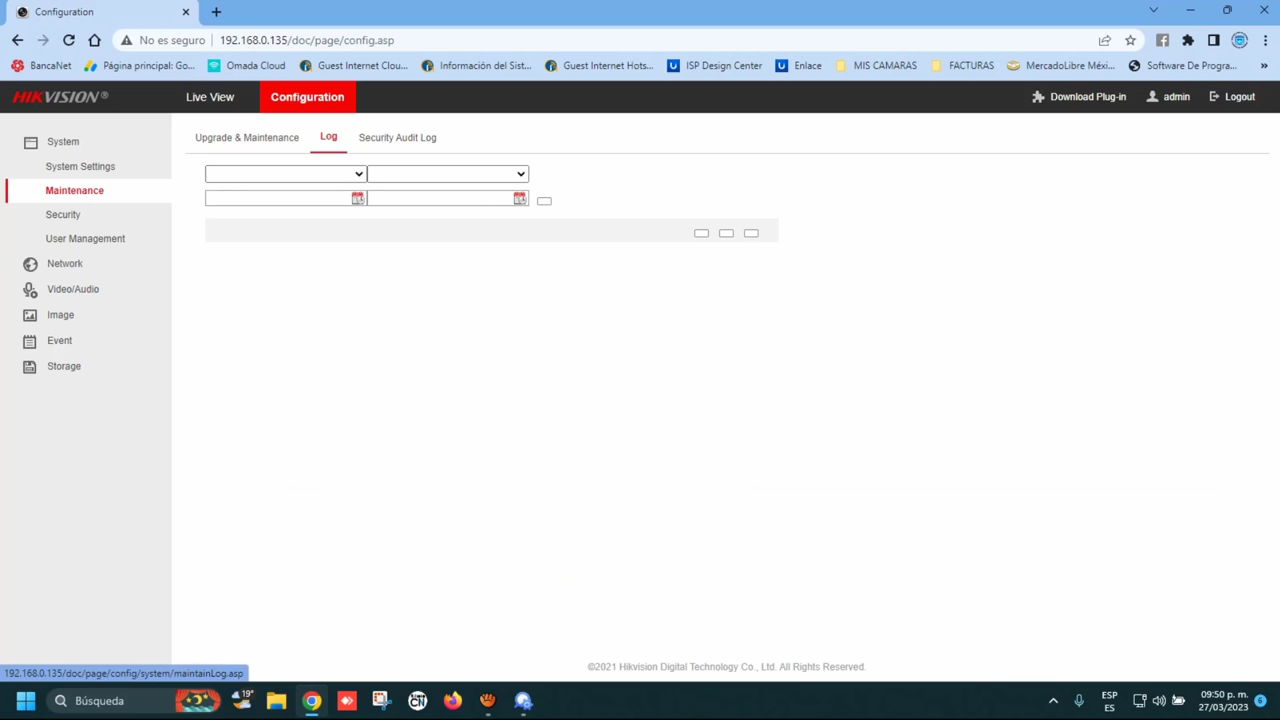 Configuration
No es seguro 192.168.0.135/doc/page/config.asp
BancaNet Página principal: Go... Omada Cloud Guest Internet Clou... Información del Sist... Guest Internet Hots... ISP Design Center Enlace MIS CAMARAS FACTURAS MercadoLibre Méxi... Software De Progra... »
HIKVISION® Live View Configuration Download Plug-in admin Logout
System
System Settings
Maintenance
Security
User Management
Network
Video/Audio
Image
Event
Storage
Upgrade & Maintenance Log Security Audit Log
©2021 Hikvision Digital Technology Co., Ltd. All Rights Reserved.
192.168.0.135/doc/page/config/system/maintainLog.asp
Búsqueda 19° CN ESP 09:50 p. m.
ES 27/03/2023 6